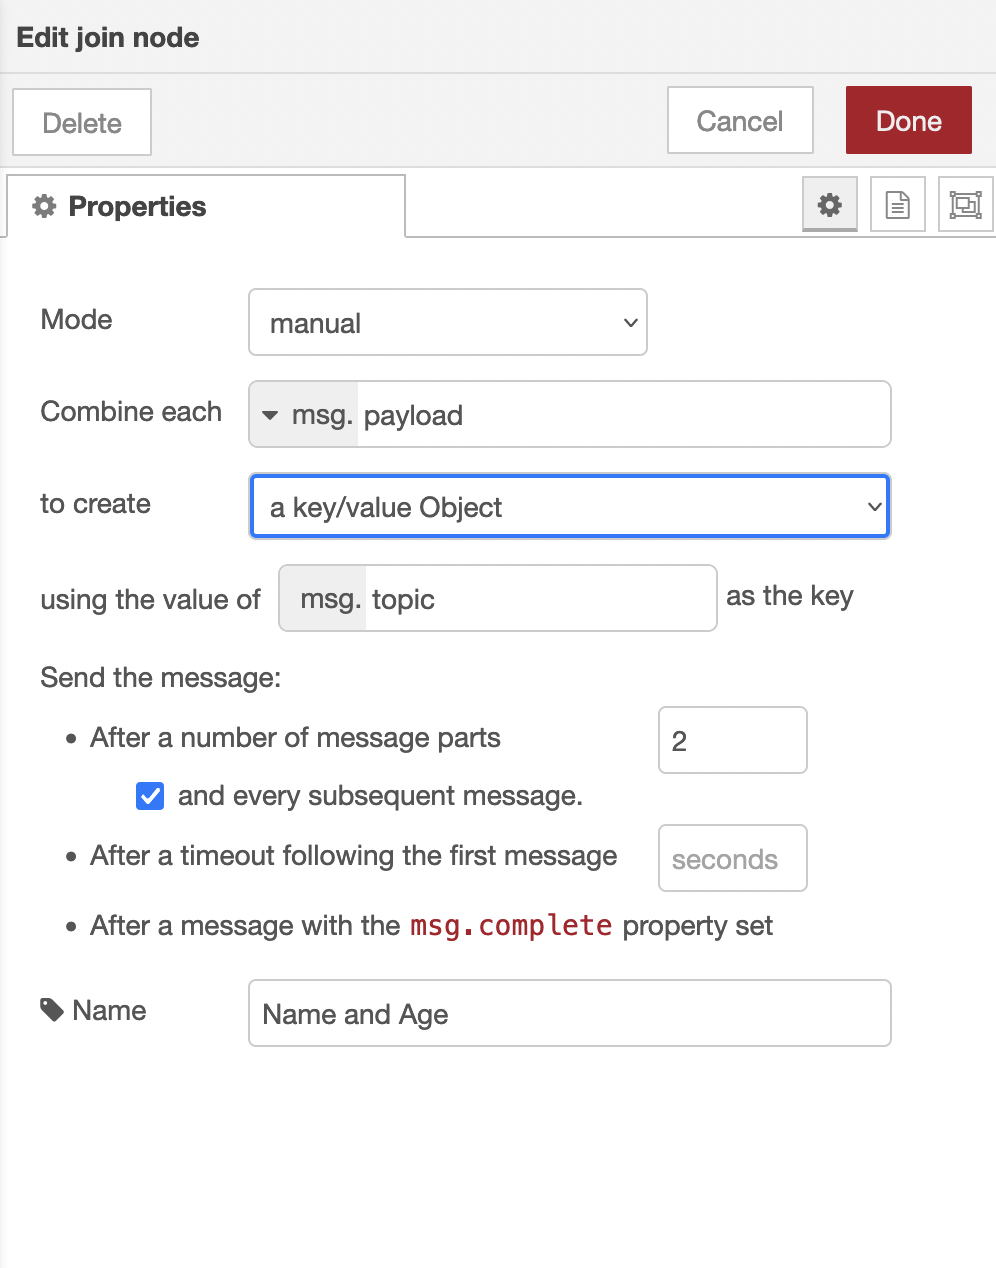 Edit join node
Delete
Cancel
Done
Properties
Mode
manual
Combine each
msg. payload
to create
a key/value Object
using the value of
msg. topic
as the key
Send the message:
• After a number of message parts
2
and every subsequent message.
• After a timeout following the first message
seconds
• After a message with the msg.complete property set
Name
Name and Age